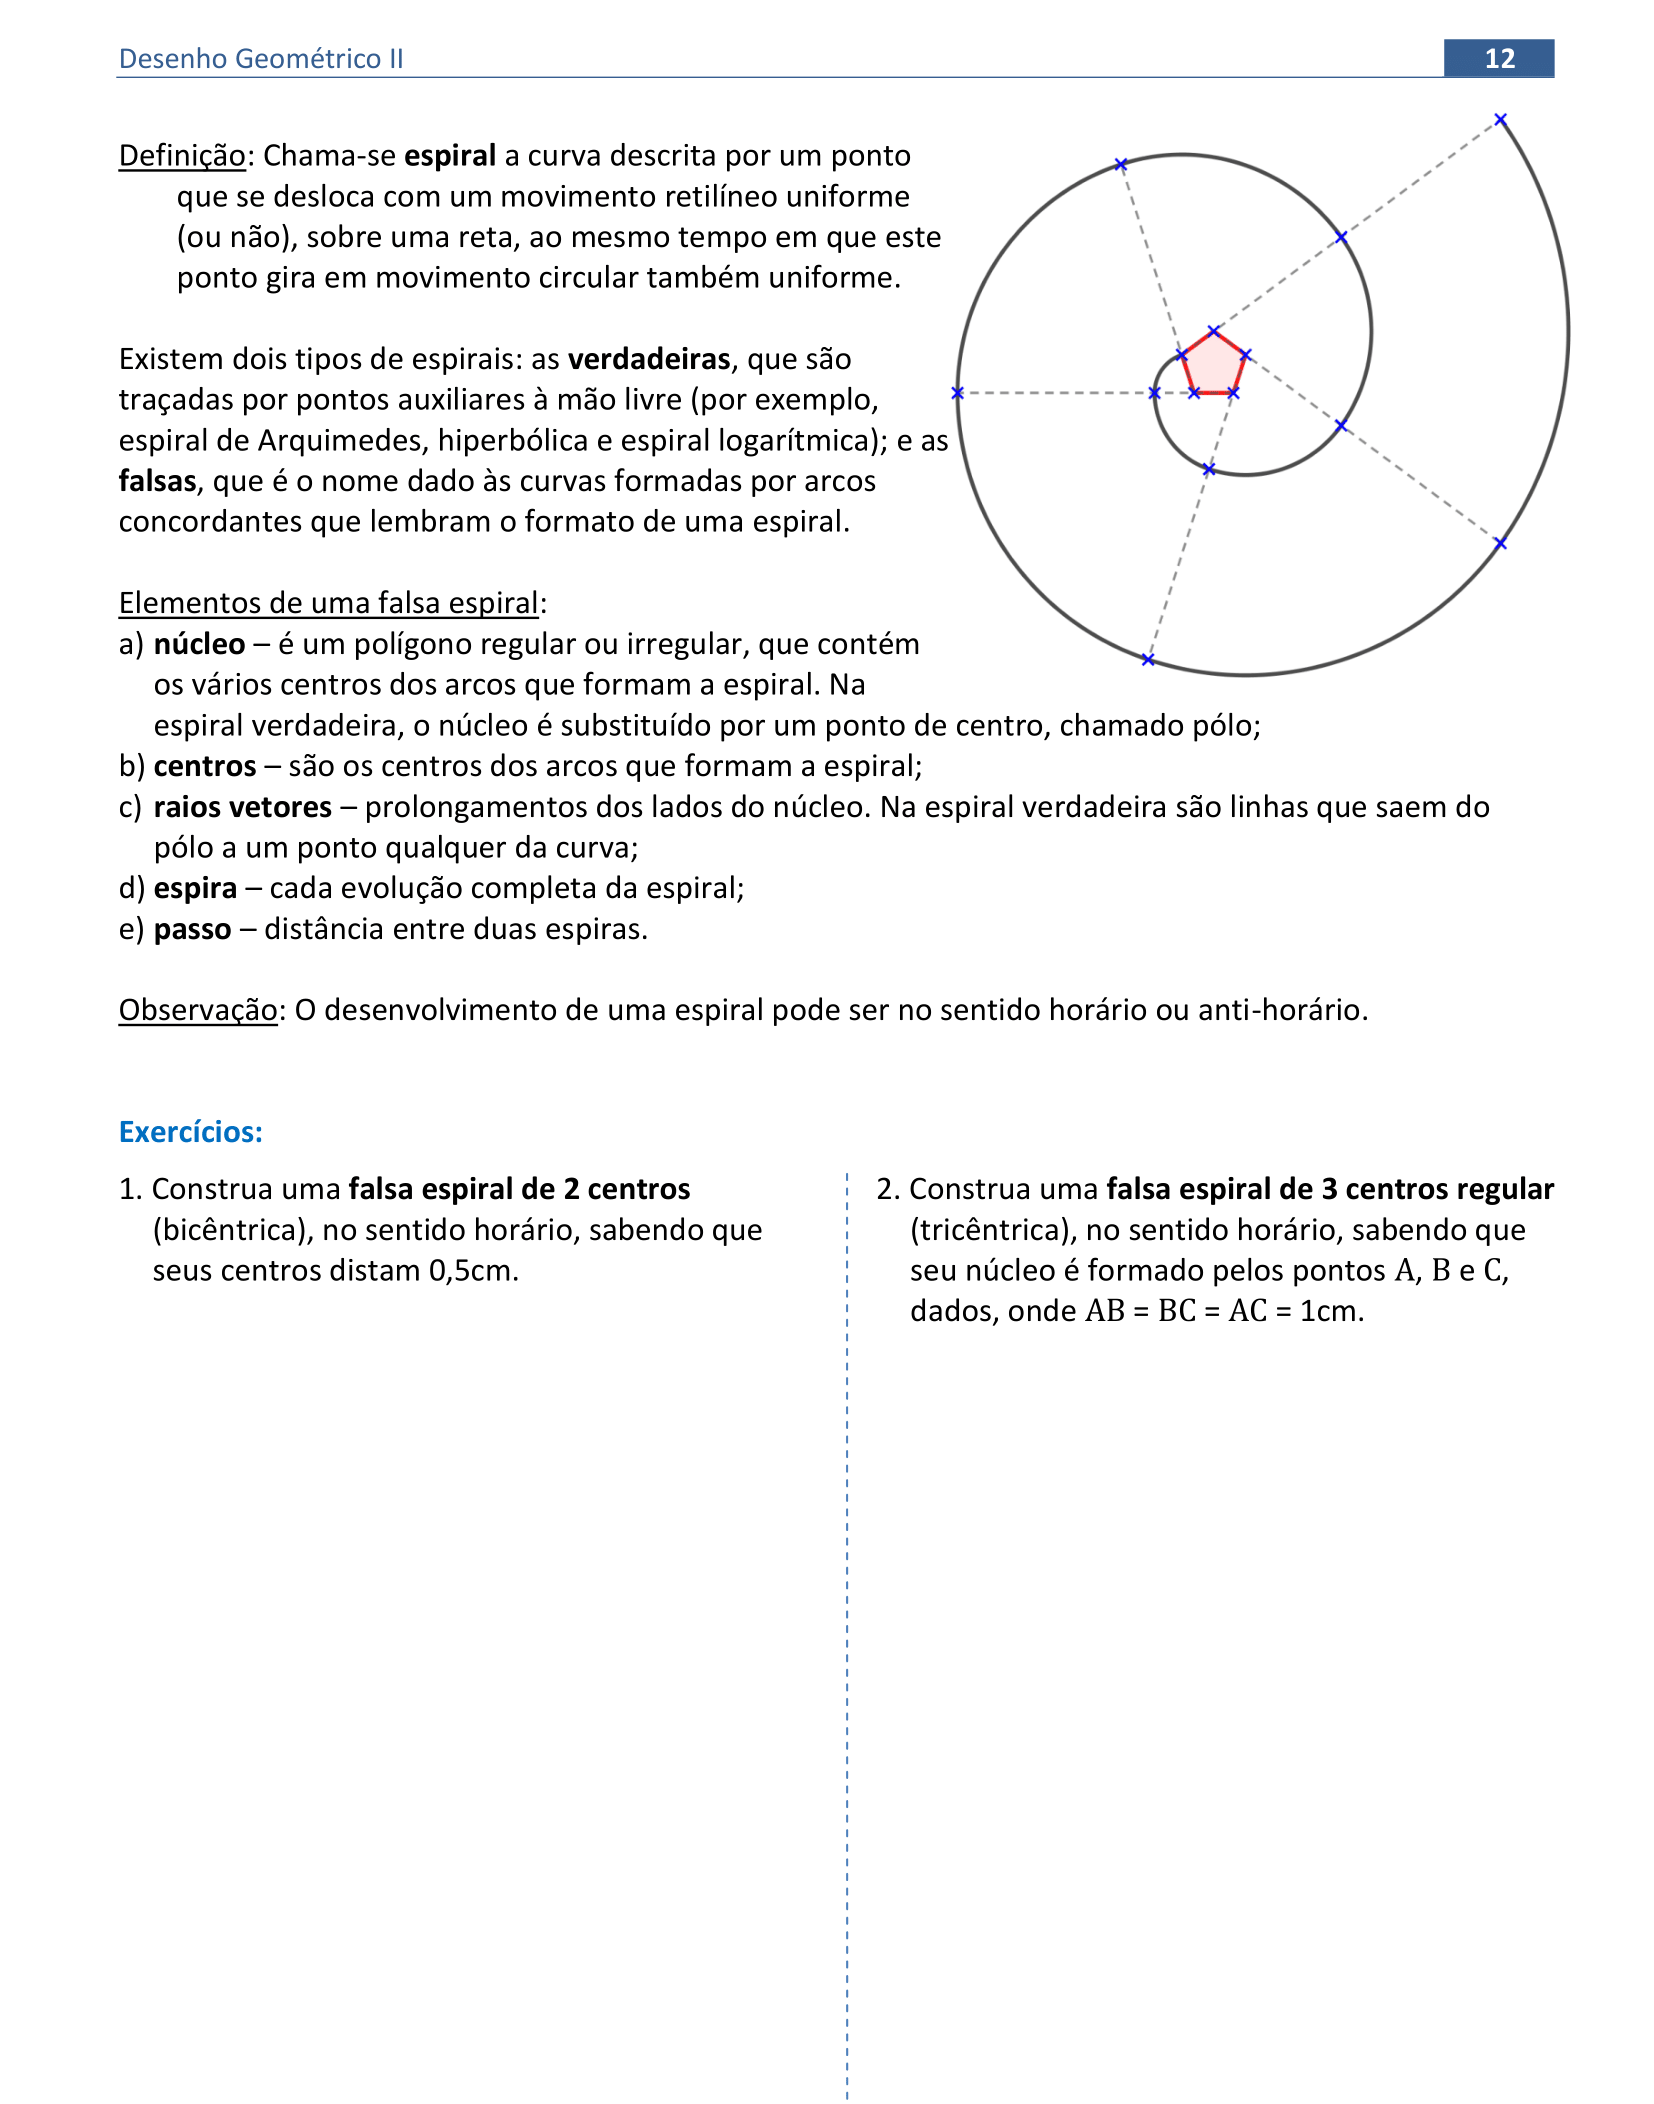 Desenho Geométrico II
12
Definição: Chama-se espiral a curva descrita por um ponto
que se desloca com um movimento retilíneo uniforme
(ou não), sobre uma reta, ao mesmo tempo em que este
ponto gira em movimento circular também uniforme.
Existem dois tipos de espirais: as verdadeiras, que são
traçadas por pontos auxiliares à mão livre (por exemplo,
espiral de Arquimedes, hiperbólica e espiral logarítmica); e as
falsas, que é o nome dado às curvas formadas por arcos
concordantes que lembram o formato de uma espiral.
Elementos de uma falsa espiral:
a) núcleo – é um polígono regular ou irregular, que contém
os vários centros dos arcos que formam a espiral. Na
espiral verdadeira, o núcleo é substituído por um ponto de centro, chamado pólo;
b) centros – são os centros dos arcos que formam a espiral;
c) raios vetores – prolongamentos dos lados do núcleo. Na espiral verdadeira são linhas que saem do
pólo a um ponto qualquer da curva;
d) espira – cada evolução completa da espiral;
e) passo – distância entre duas espiras.
Observação: O desenvolvimento de uma espiral pode ser no sentido horário ou anti-horário.
Exercícios:
1. Construa uma falsa espiral de 2 centros
(bicêntrica), no sentido horário, sabendo que
seus centros distam 0,5cm.
2. Construa uma falsa espiral de 3 centros regular
(tricêntrica), no sentido horário, sabendo que
seu núcleo é formado pelos pontos A, B e C,
dados, onde AB = BC = AC = 1cm.